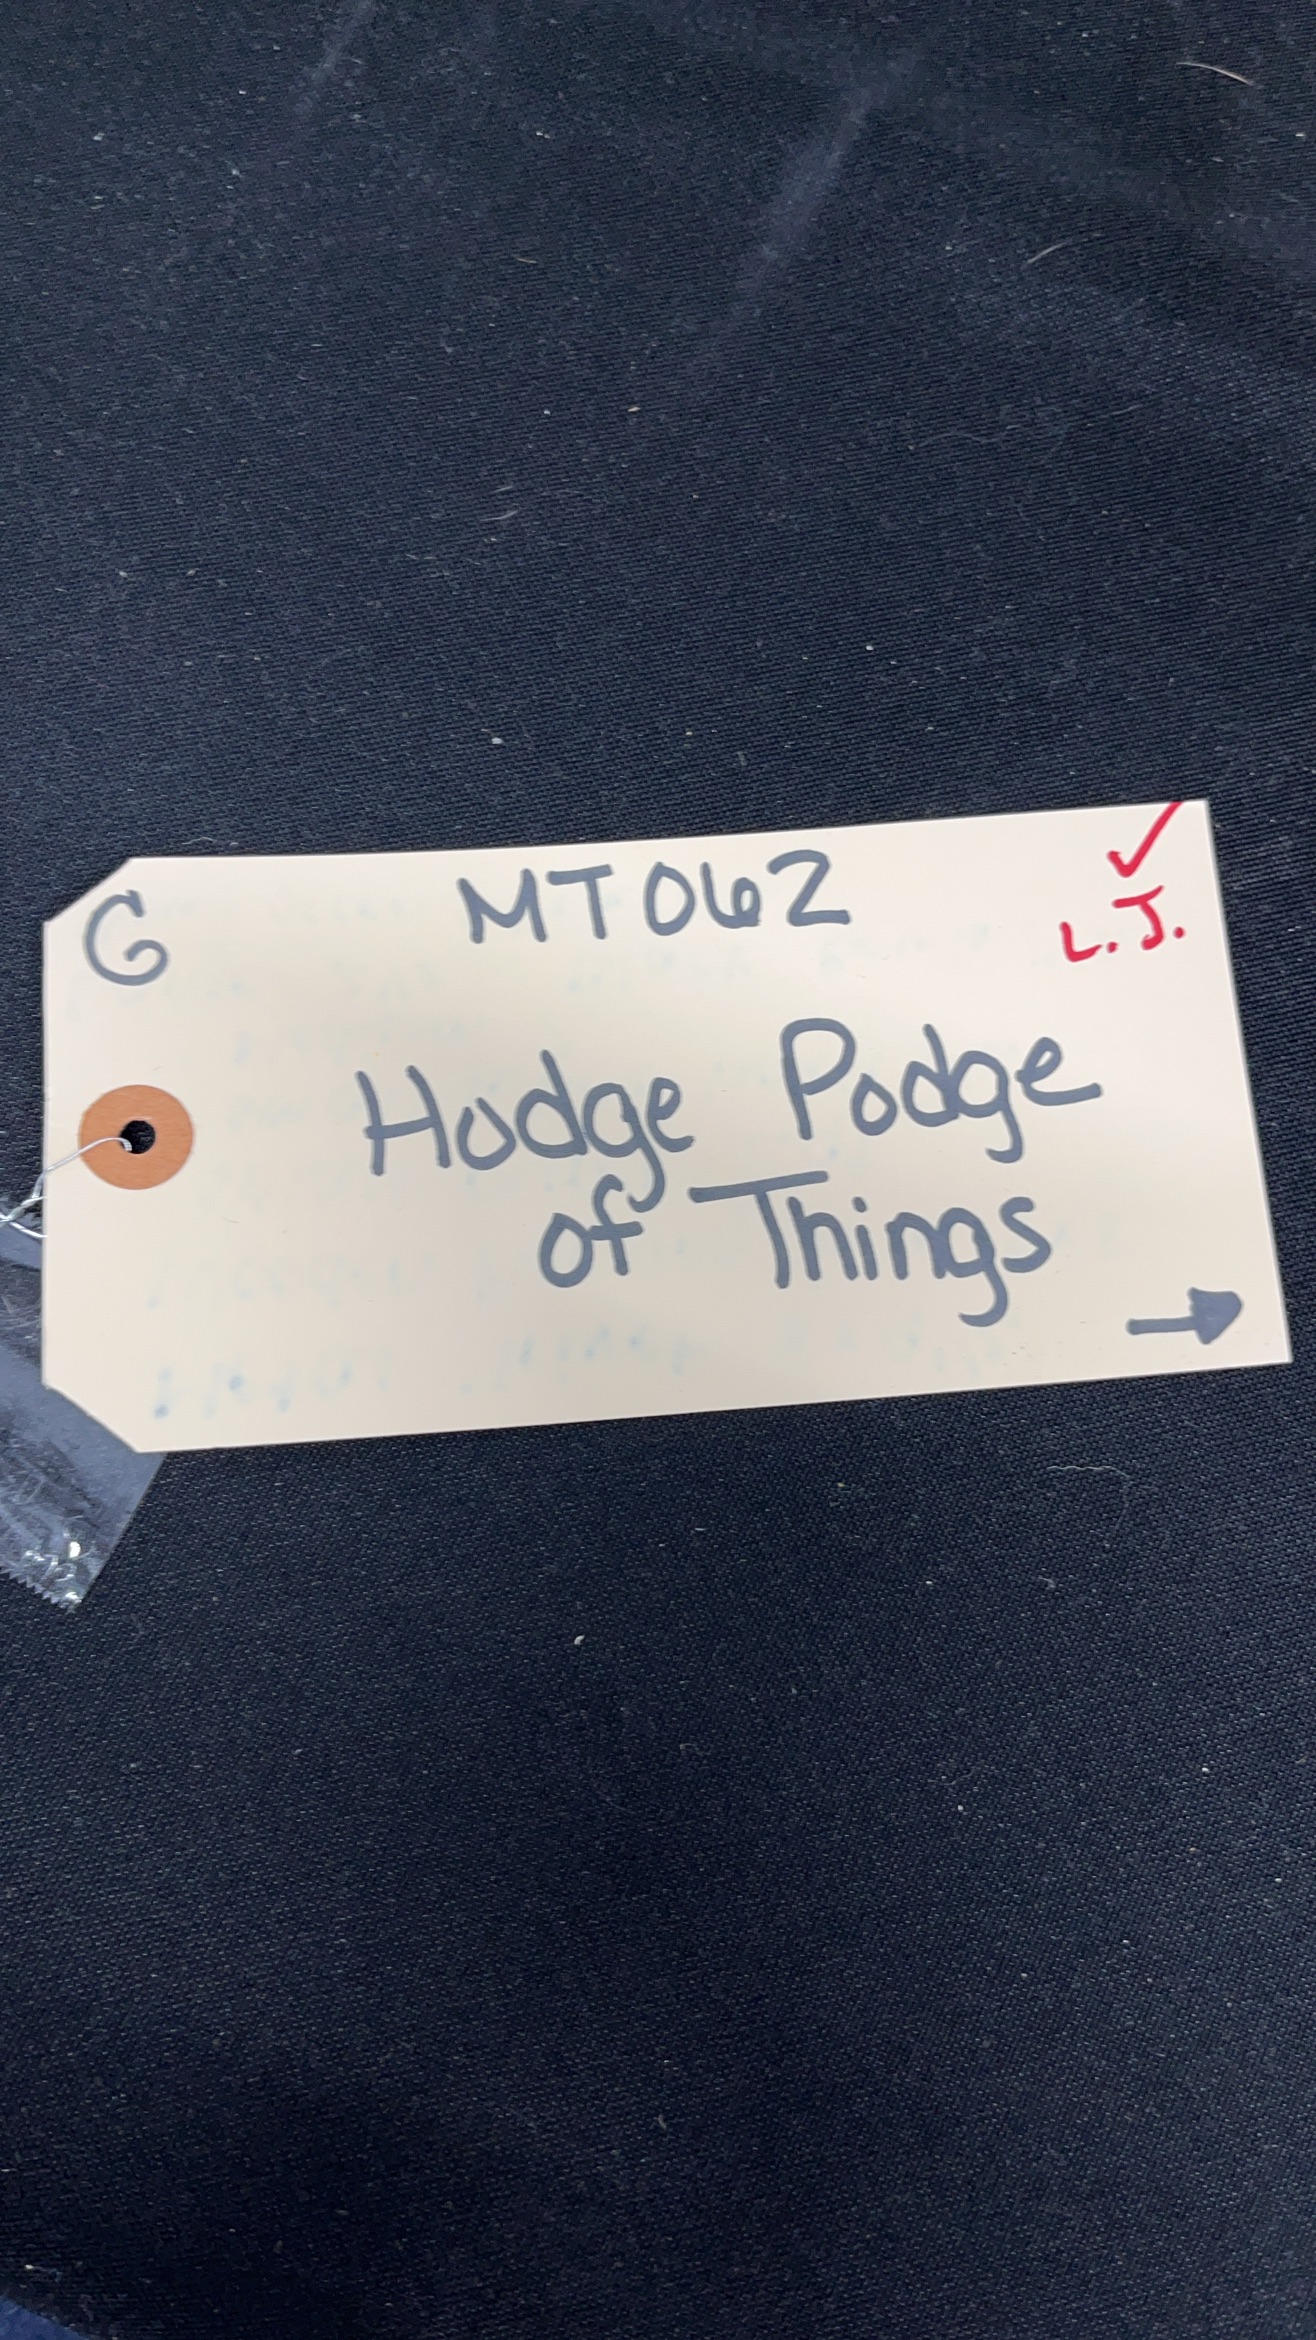 G MT062 ✓
L.J.
Hodge Podge
of Things
→